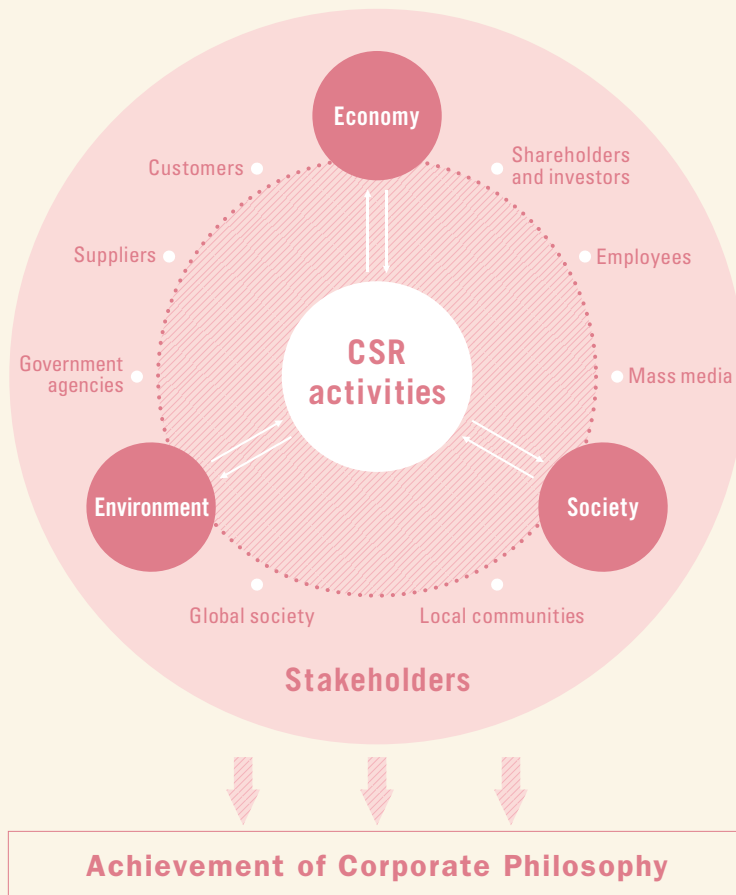 Economy
Customers
Shareholders
and investors
Suppliers
Employees
CSR
activities
Government
agencies
Mass media
Environment
Society
Global society
Local communities
Stakeholders
Achievement of Corporate Philosophy